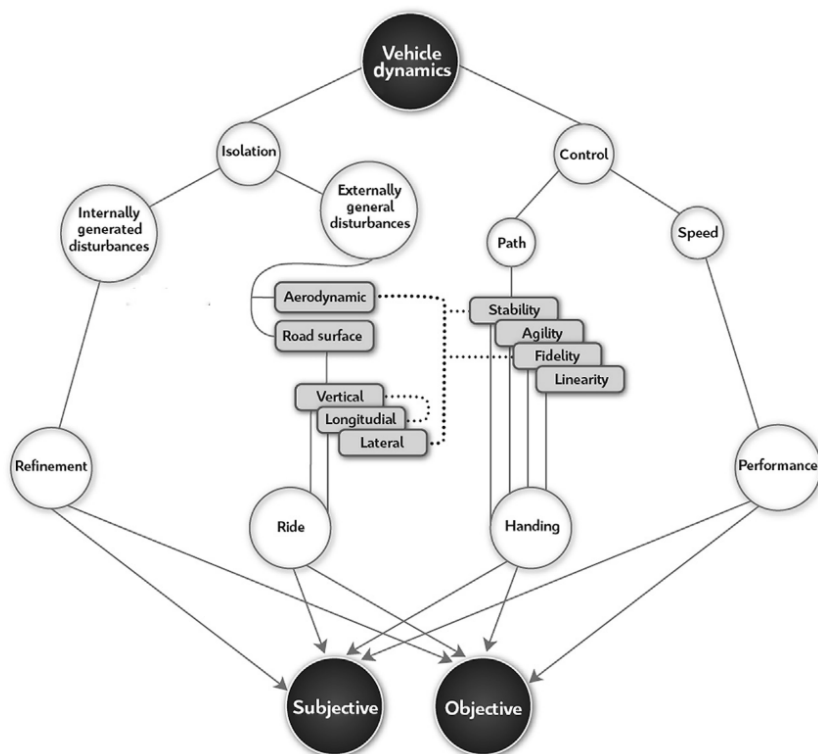 Vehicle
dynamics
Isolation
Control
Internally
generated
disturbances
Externally
general
disturbances
Path
Speed
Aerodynamic
Road surface
Stability
Agility
Fidelity
Linearity
Vertical
Longitudial
Lateral
Refinement
Performance
Ride
Handing
Subjective
Objective